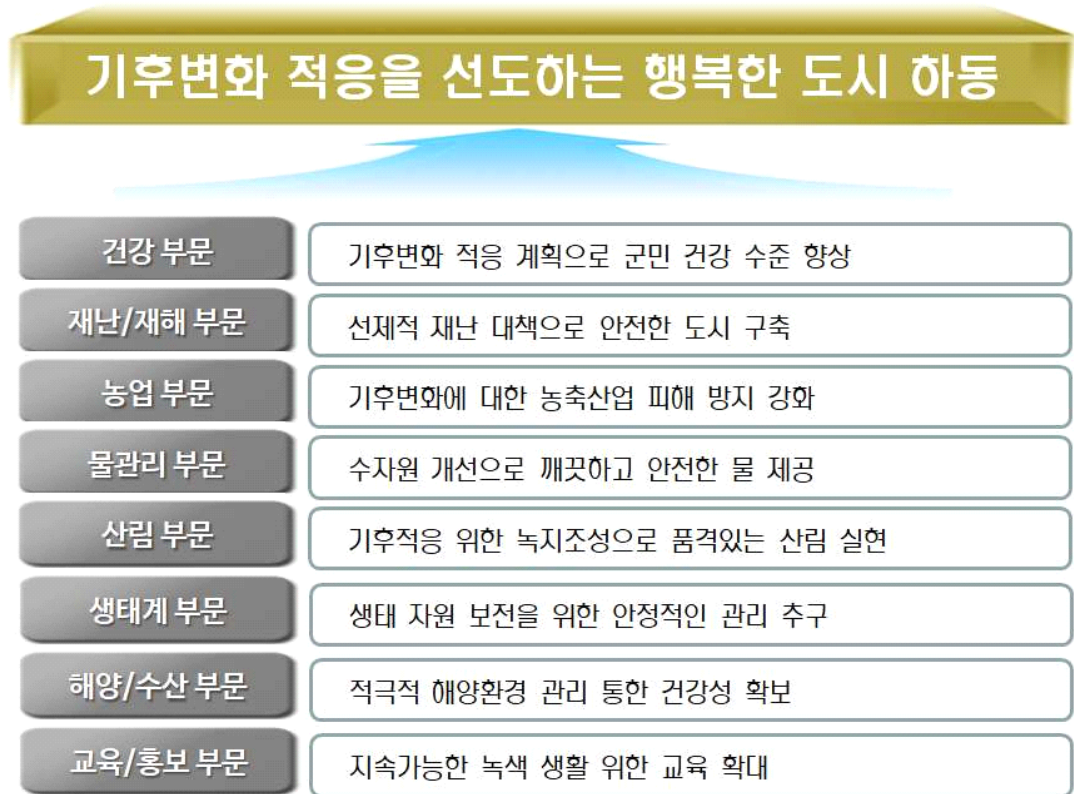 기후변화 적응을 선도하는 행복한 도시 하동
건강 부문
기후변화 적응 계획으로 군민 건강 수준 향상
재난/재해 부문
선제적 재난 대책으로 안전한 도시 구축
농업 부문
기후변화에 대한 농축산업 피해 방지 강화
물관리 부문
수자원 개선으로 깨끗하고 안전한 물 제공
산림 부문
기후적응 위한 녹지조성으로 품격있는 산림 실현
생태계 부문
생태 자원 보전을 위한 안정적인 관리 추구
해양/수산 부문
적극적 해양환경 관리 통한 건강성 확보
교육/홍보 부문
지속가능한 녹색 생활 위한 교육 확대